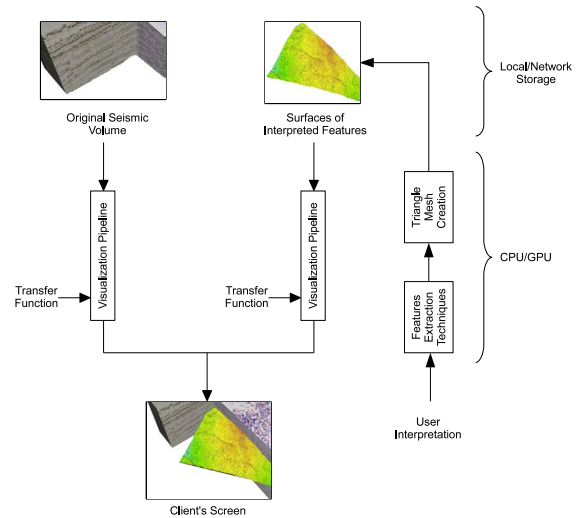 Original Seismic
Volume
Surfaces of
Interpreted Features
Local/Network
Storage
Visualization Pipeline
Transfer
Function
Visualization Pipeline
Transfer
Function
Triangle
Mesh
Creation
CPU/GPU
Features
Extraction
Techniques
User
Interpretation
Client's Screen